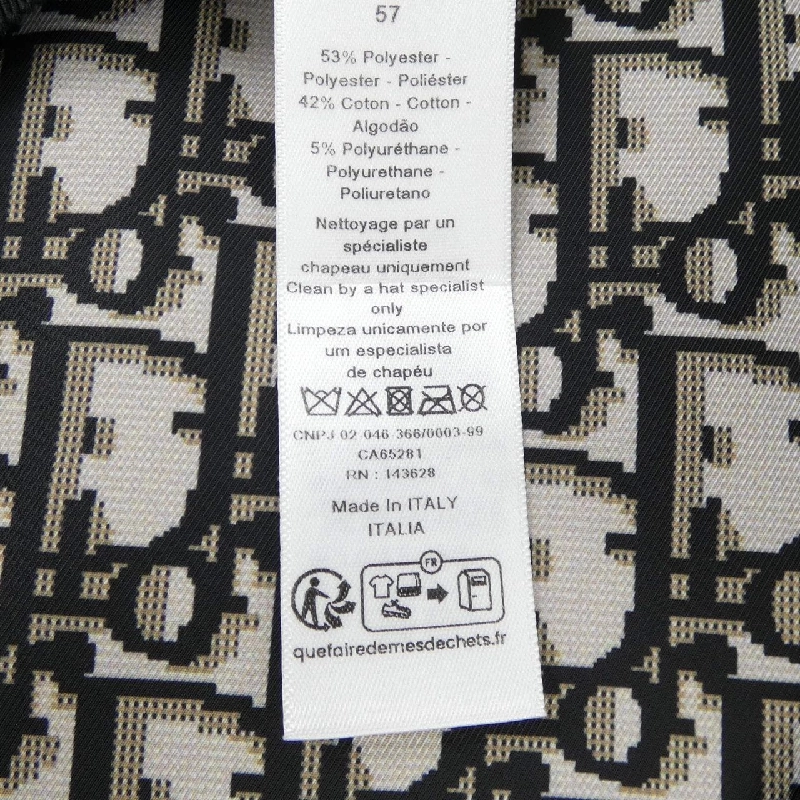 57
53% Polyester -
Polyester - Poliéster
42% Coton - Cotton -
Algodão
5% Polyuréthane -
Polyurethane -
Poliuretano
Nettoyage par un
spécialiste
chapeau uniquement
Clean by a hat specialist
only
Limpeza unicamente por
um especialista
de chapéu
CNPJ 02 046 366/0003-99
CA65281
RN : 143628
Made In ITALY
ITALIA
FR
quefairedemesdechets.fr